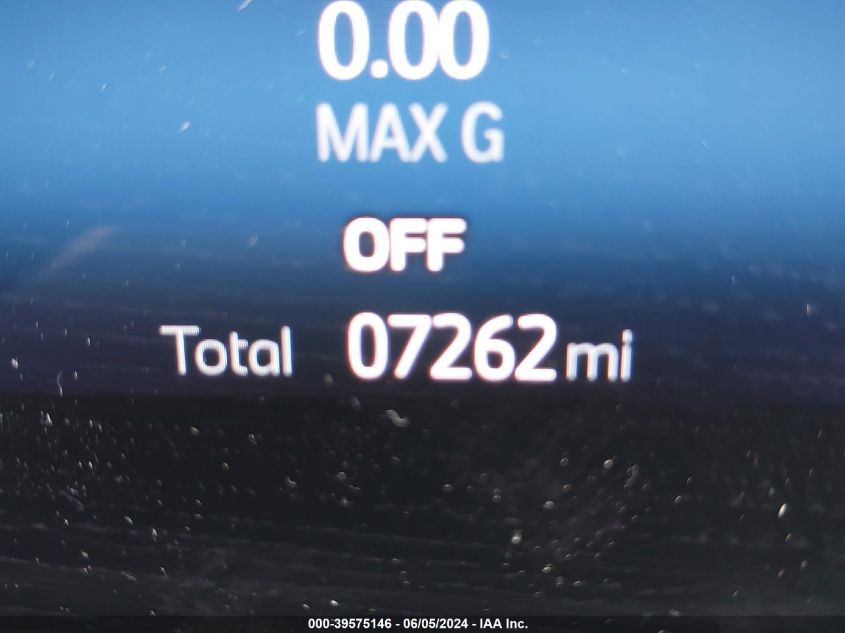 0.00
MAX G
OFF
Total 07262 mi
000-39575146 - 06/05/2024 - IAA Inc.